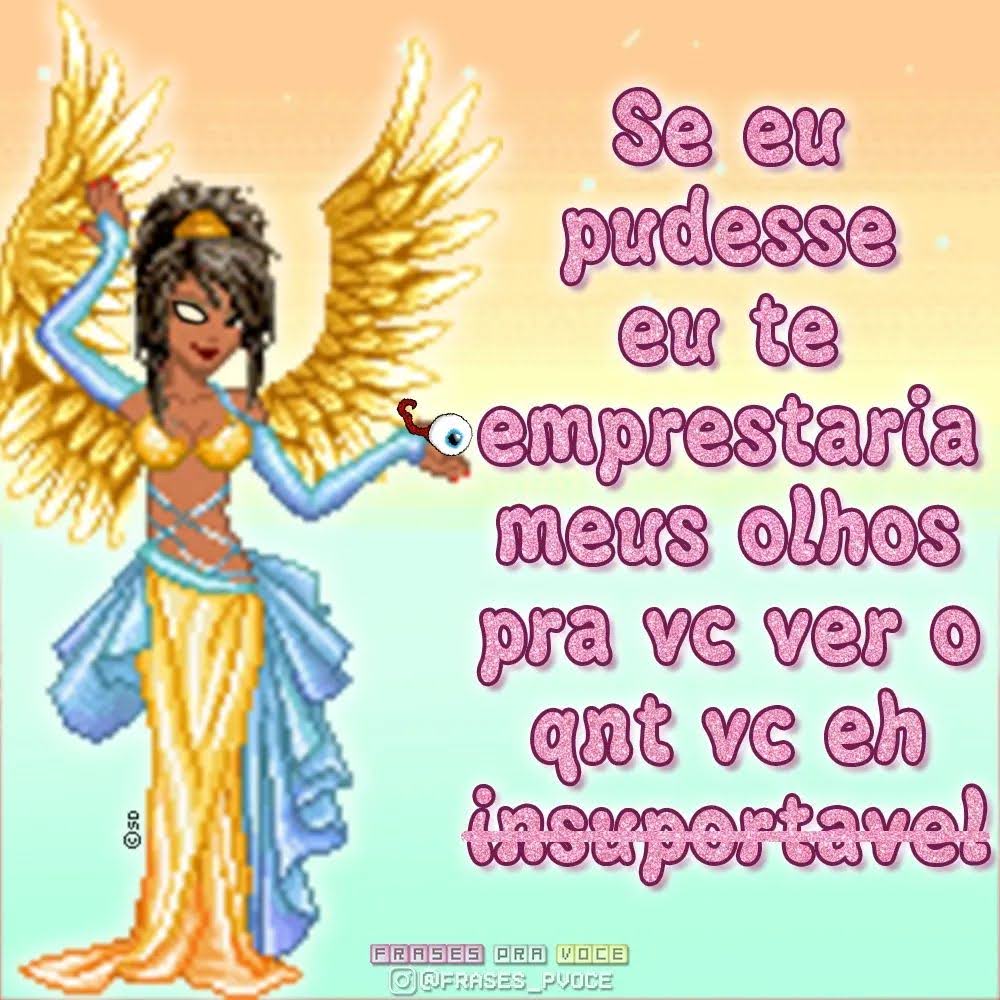 Se eu
pudesse
eu te
emprestaria
meus olhos
pra vc ver o
qnt vc eh
insuportavel
©SD
FRASES PRA VOCE
@FRASES_PVOCE